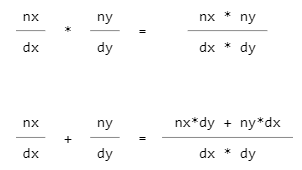 nx     ny     nx * ny
—— * —— = ————
dx     dy     dx * dy
nx     ny     nx*dy + ny*dx
—— + —— = ———————
dx     dy     dx * dy